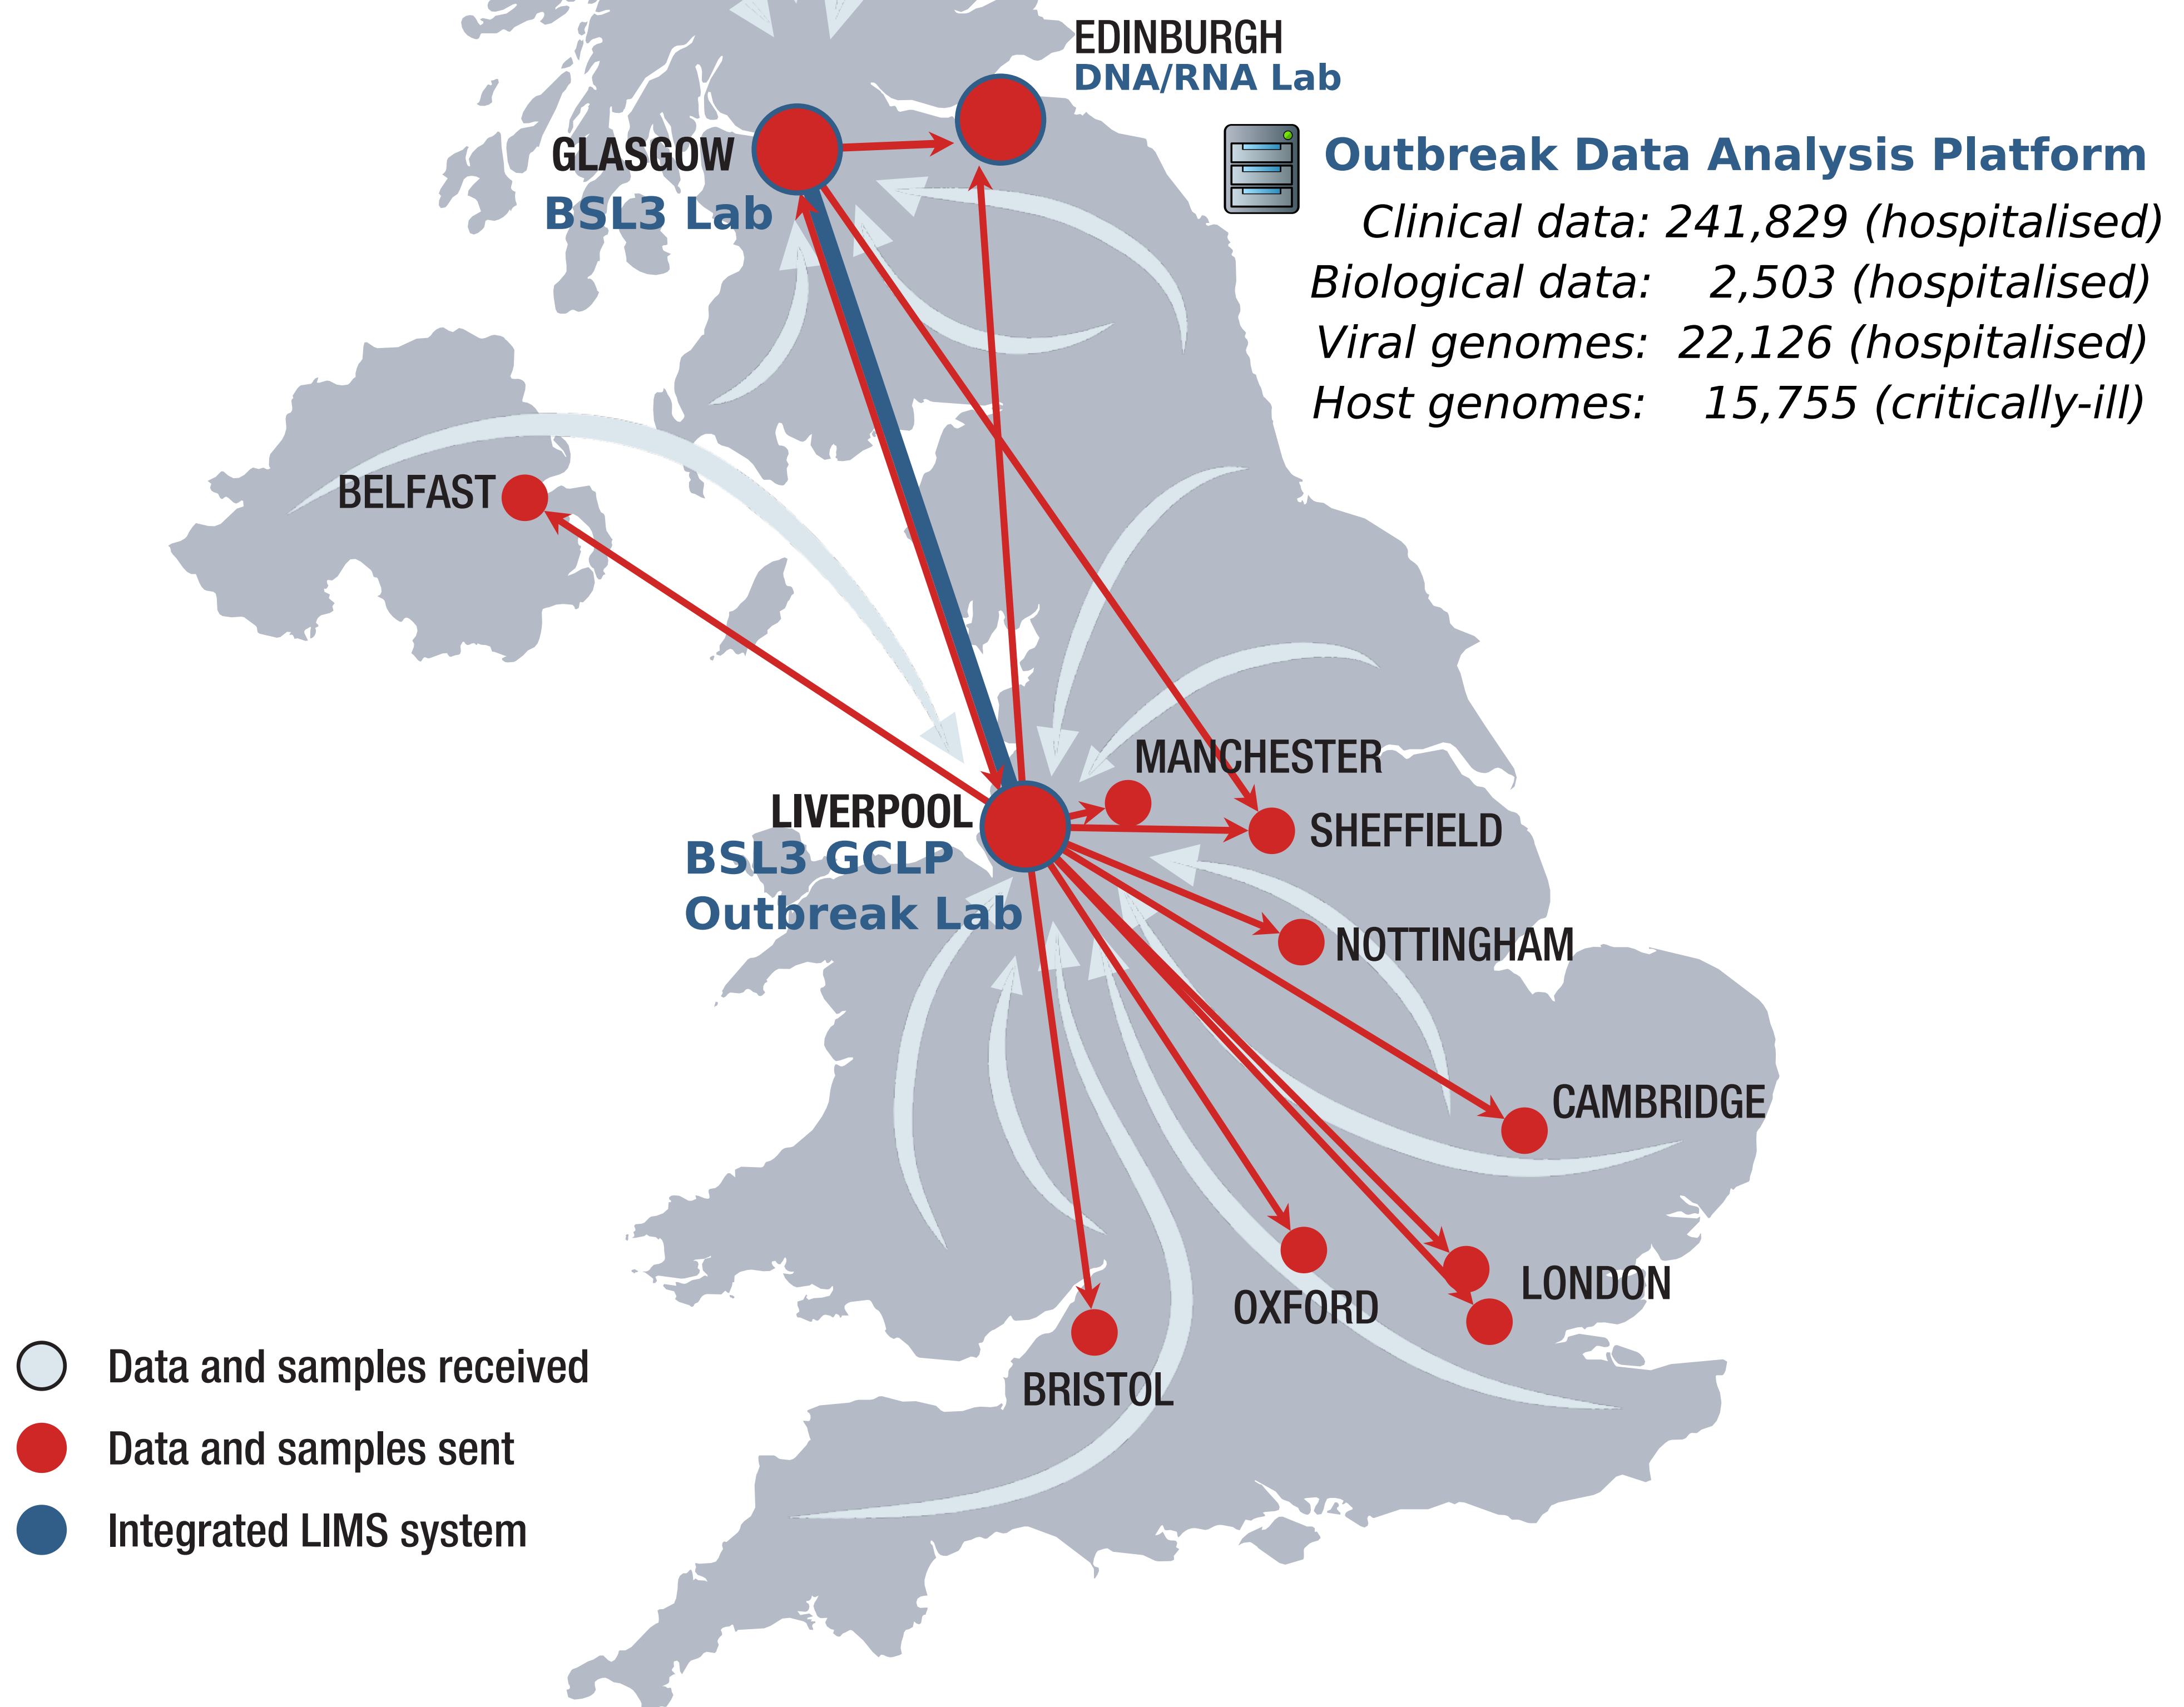 EDINBURGH
DNA/RNA Lab
GLASGOW
BSL3 Lab
Outbreak Data Analysis Platform
Clinical data: 241,829 (hospitalised)
Biological data: 2,503 (hospitalised)
Viral genomes: 22,126 (hospitalised)
Host genomes: 15,755 (critically-ill)
BELFAST
MANCHESTER
LIVERPOOL
BSL3 GCLP
Outbreak Lab
SHEFFIELD
NOTTINGHAM
CAMBRIDGE
LONDON
OXFORD
BRISTOL
Data and samples received
Data and samples sent
Integrated LIMS system